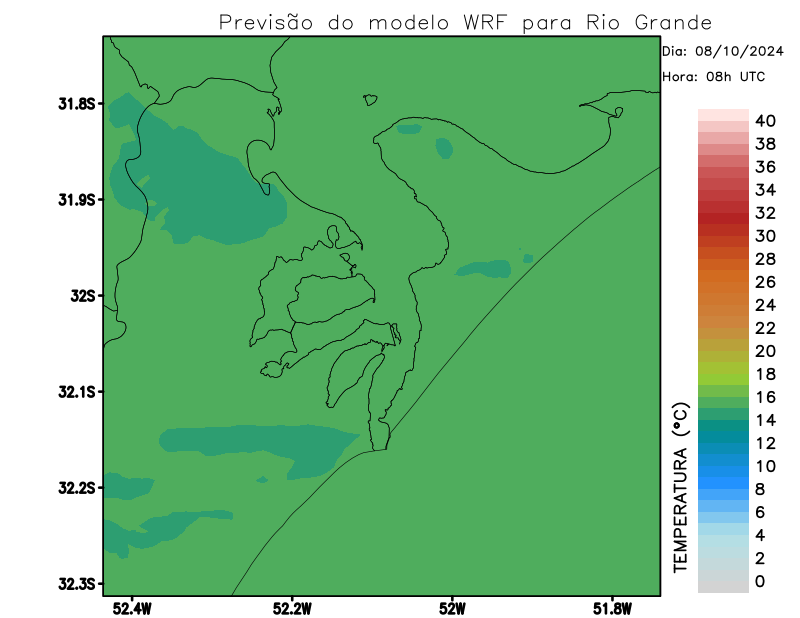 Previsão do modelo WRF para Rio Grande
Dia: 08/10/2024
Hora: 08h UTC
31.8S
31.9S
32S
32.1S
32.2S
32.3S
52.4W
52.2W
52W
51.8W
TEMPERATURA (°C)
40
38
36
34
32
30
28
26
24
22
20
18
16
14
12
10
8
6
4
2
0